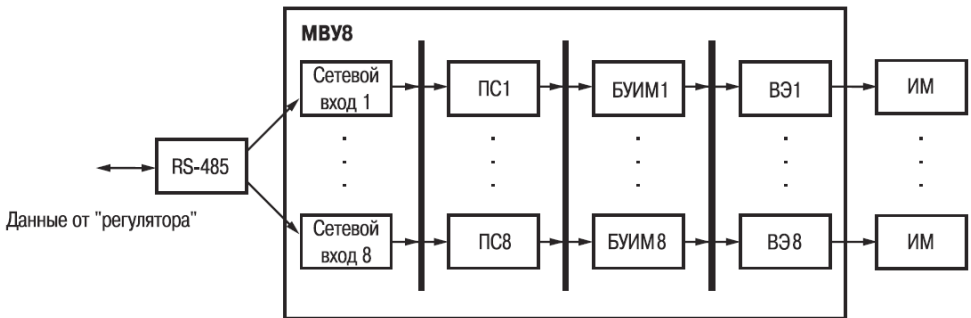 МВУ8
Сетевой
вход 1
ПС1
БУИМ1
ВЭ1
ИМ
RS-485
Данные от "регулятора"
Сетевой
вход 8
ПС8
БУИМ8
ВЭ8
ИМ